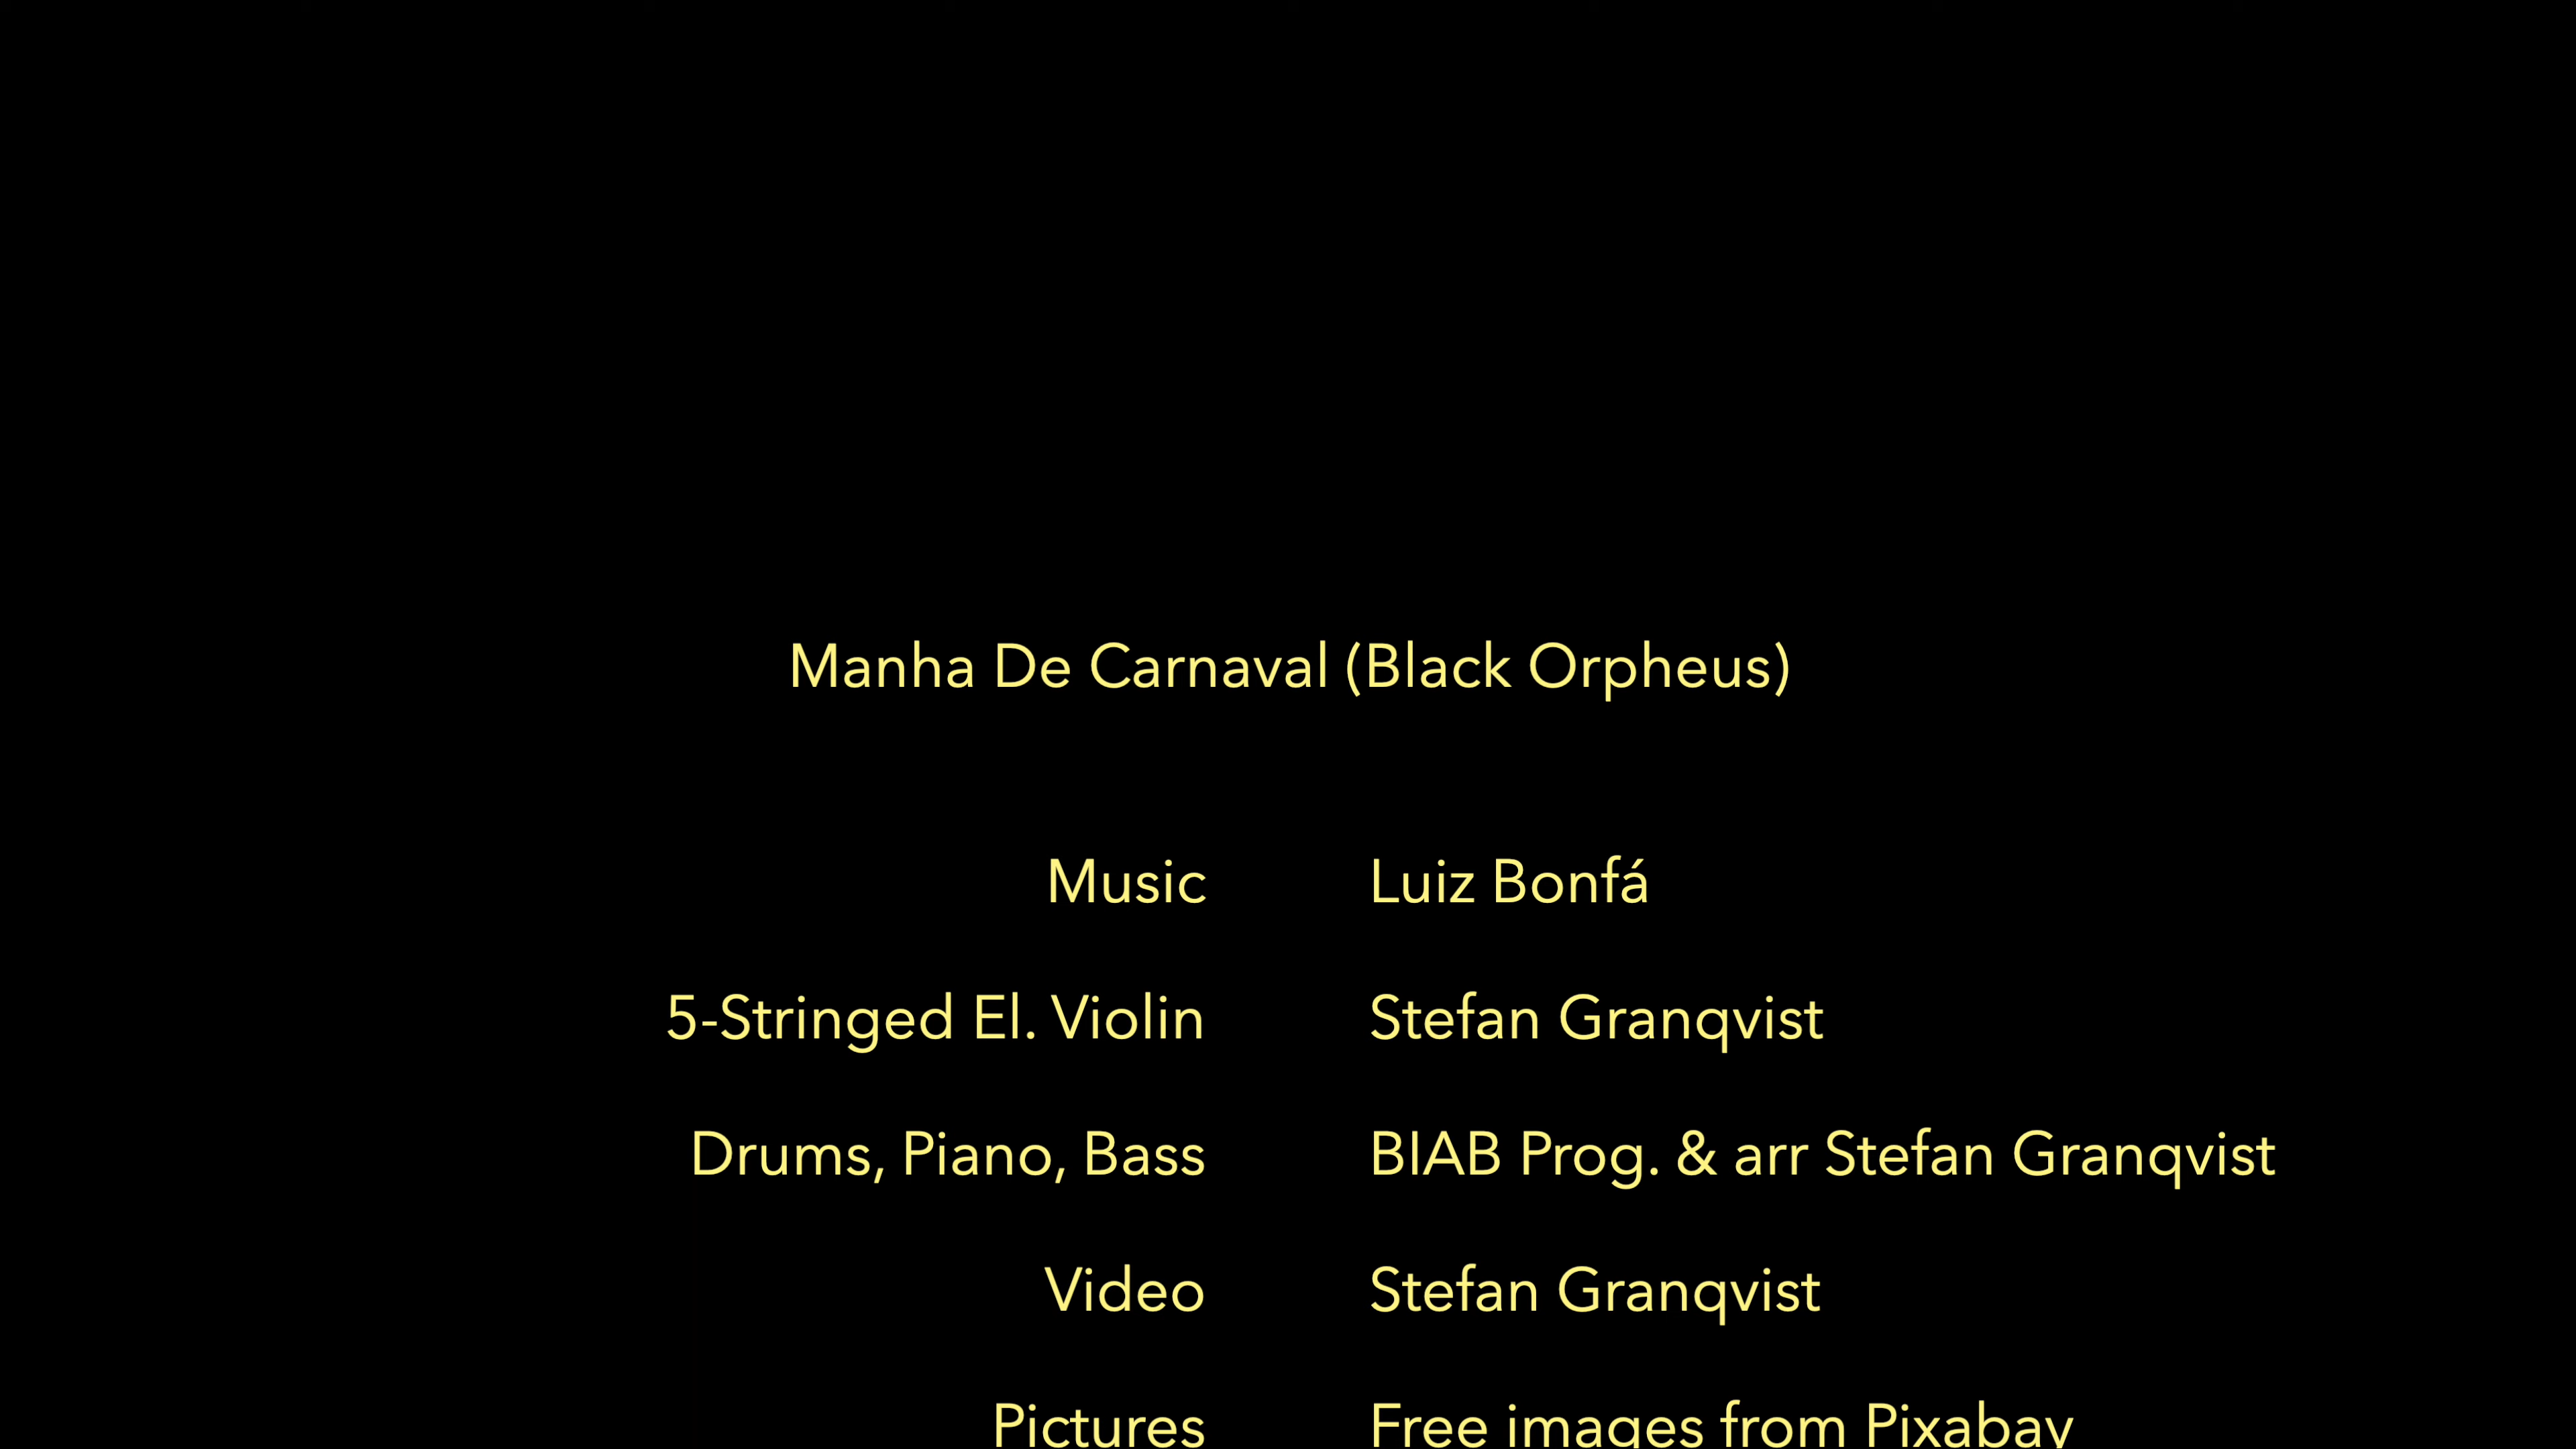 Manha De Carnaval (Black Orpheus)
Music Luiz Bonfá
5-Stringed El. Violin Stefan Granqvist
Drums, Piano, Bass BIAB Prog. & arr Stefan Granqvist
Video Stefan Granqvist
Pictures Free images from Pixabay